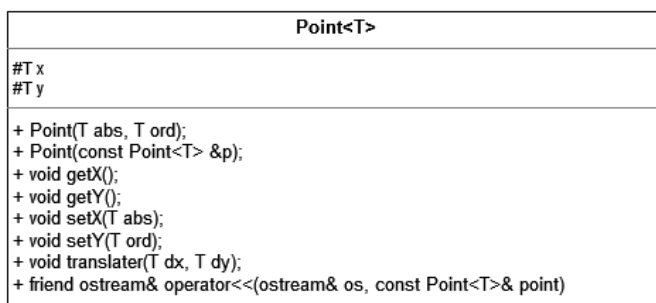 Point<T>
#T x
#T y
+ Point(T abs, T ord);
+ Point(const Point<T> &p);
+ void getX();
+ void getY();
+ void setX(T abs);
+ void setY(T ord);
+ void translater(T dx, T dy);
+ friend ostream& operator<<(ostream& os, const Point<T>& point)